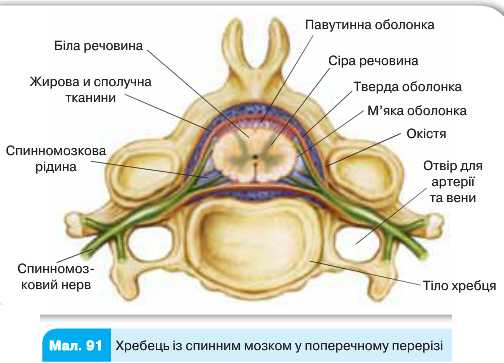 Павутинна оболонка
Біла речовина
Сіра речовина
Жирова и сполучна
тканини
Тверда оболонка
М'яка оболонка
Окістя
Спинномозкова
рідина
Отвір для
артерії
та вени
Спинномоз-
ковий нерв
Тіло хребця
Мал. 91 Хребець із спинним мозком у поперечному перерізі